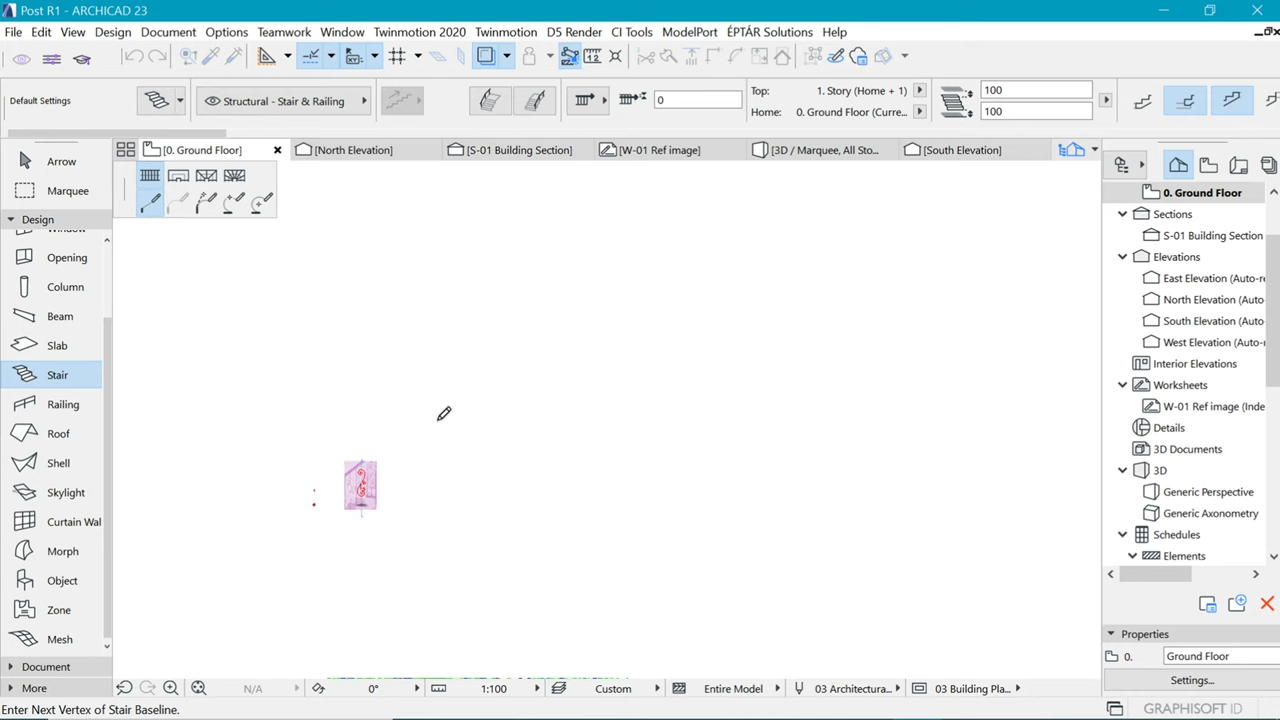 Post R1 - ARCHICAD 23
File Edit View Design Document Options Teamwork Window Twinmotion 2020 Twinmotion D5 Render CI Tools ModelPort ÉPTÁR Solutions Help
Default Settings
Structural - Stair & Railing
0
Top: 1. Story (Home + 1)
Home: 0. Ground Floor (Curre...
100
100
[0. Ground Floor]
[North Elevation]
[S-01 Building Section]
[W-01 Ref image]
[3D / Marquee, All Sto...
[South Elevation]
Arrow
Marquee
Design
Window
Opening
Column
Beam
Slab
Stair
Railing
Roof
Shell
Skylight
Curtain Wal
Morph
Object
Zone
Mesh
Document
More
0. Ground Floor
Sections
S-01 Building Section
Elevations
East Elevation (Auto-re
North Elevation (Auto
South Elevation (Auto
West Elevation (Auto-
Interior Elevations
Worksheets
W-01 Ref image (Inde
Details
3D Documents
3D
Generic Perspective
Generic Axonometry
Schedules
Elements
Properties
0. Ground Floor
Settings...
N/A 0° 1:100 Custom Entire Model 03 Architectura... 03 Building Pla...
Enter Next Vertex of Stair Baseline.
GRAPHISOFT ID